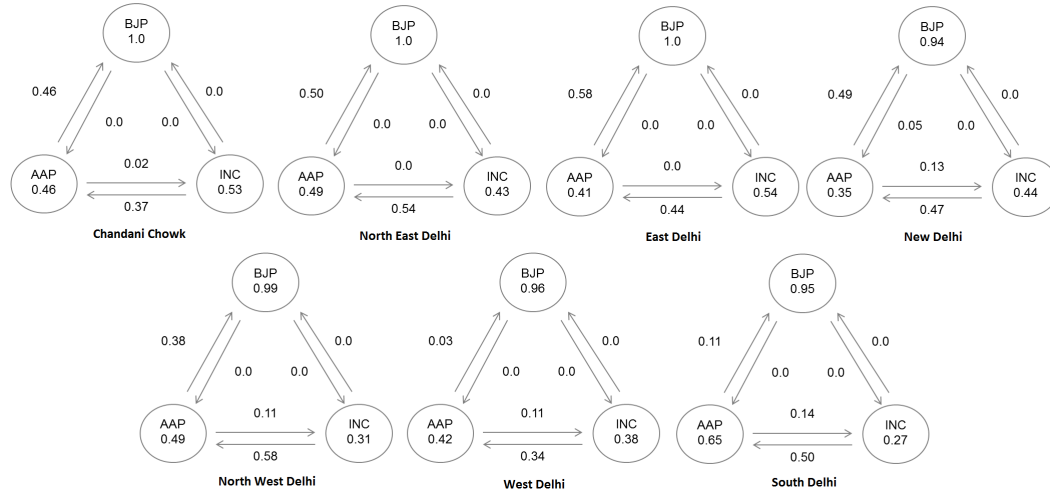 BJP
1.0
0.46
0.0
0.0
0.0
AAP
0.46
0.02
INC
0.53
0.37
Chandani Chowk
BJP
1.0
0.50
0.0
0.0
0.0
AAP
0.49
0.0
INC
0.43
0.54
North East Delhi
BJP
1.0
0.58
0.0
0.0
0.0
AAP
0.41
0.0
INC
0.54
0.44
East Delhi
BJP
0.94
0.49
0.0
0.05
0.0
AAP
0.35
0.13
INC
0.44
0.47
New Delhi
BJP
0.99
0.38
0.0
0.0
0.0
AAP
0.49
0.11
INC
0.31
0.58
North West Delhi
BJP
0.96
0.03
0.0
0.0
0.0
AAP
0.42
0.11
INC
0.38
0.34
West Delhi
BJP
0.95
0.11
0.0
0.0
0.0
AAP
0.65
0.14
INC
0.27
0.50
South Delhi